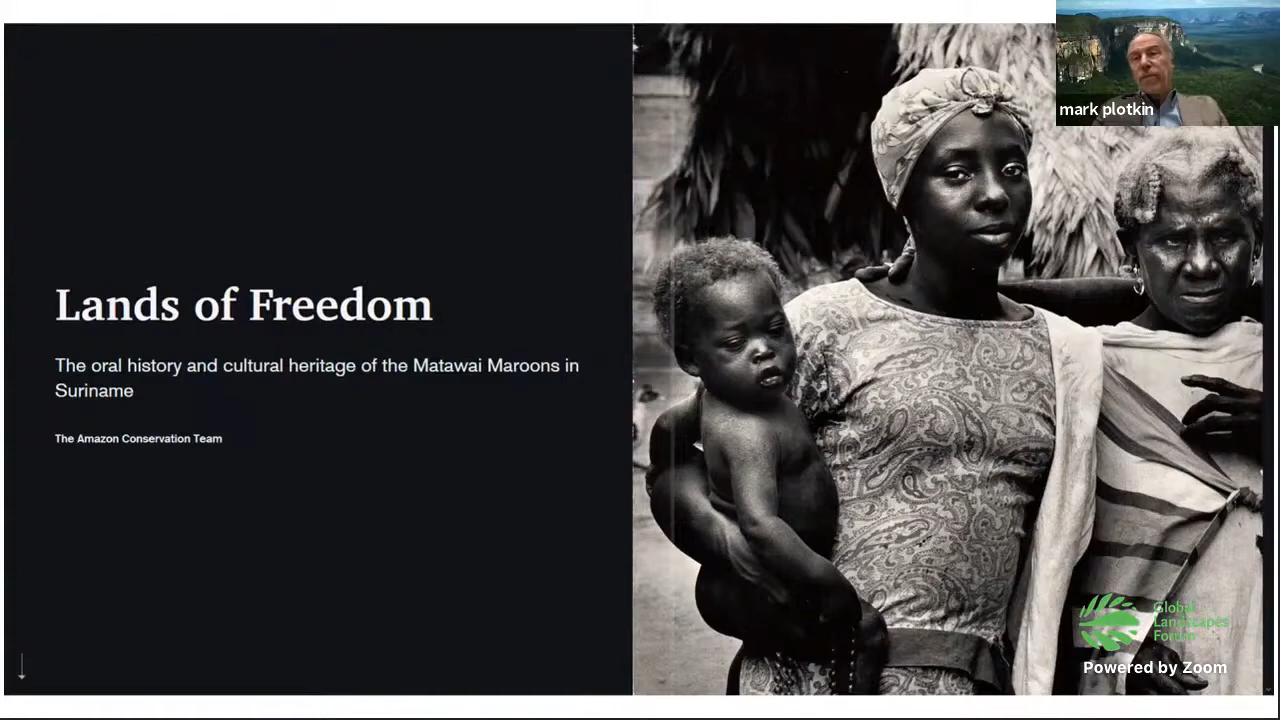 mark plotkin
Lands of Freedom
The oral history and cultural heritage of the Matawai Maroons in
Suriname
The Amazon Conservation Team
Global
Landscapes
Forum
Powered by Zoom